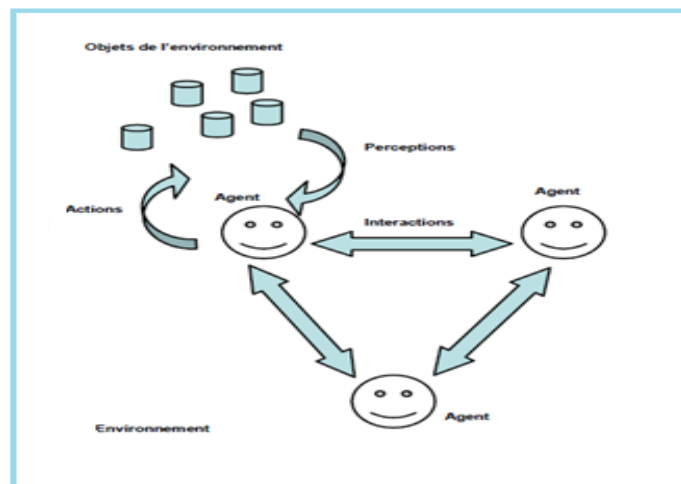 Objets de l'environnement
Perceptions
Agent
Agent
Actions
Interactions
Agent
Environnement